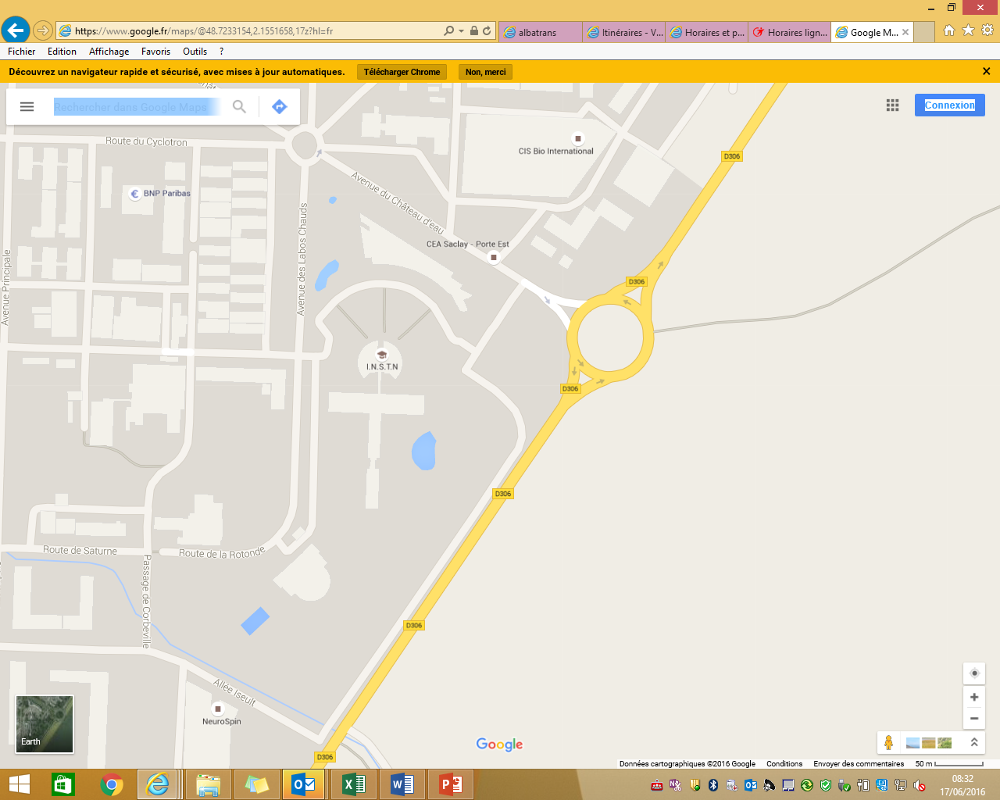 https://www.google.fr/maps/@48.7233154,2.1551658,17z?hl=fr
albatrans
Itinéraires - V...
Horaires et p...
Horaires lign...
Google M...
Fichier Edition Affichage Favoris Outils ?
Découvrez un navigateur rapide et sécurisé, avec mises à jour automatiques. Télécharger Chrome Non, merci
Rechercher dans Google Maps
Connexion
Route du Cyclotron
CIS Bio International
D306
BNP Paribas
Avenue du Château d'eau
Avenue des Labos Chauds
CEA Saclay - Porte Est
Avenue Principale
D306
I.N.S.T.N
D306
D306
Route de Saturne
Route de la Rotonde
Passage de Corbeville
D306
Allée Iseult
NeuroSpin
Earth
Google
D306
Données cartographiques ©2016 Google Conditions Envoyer des commentaires 50 m
08:32
17/06/2016